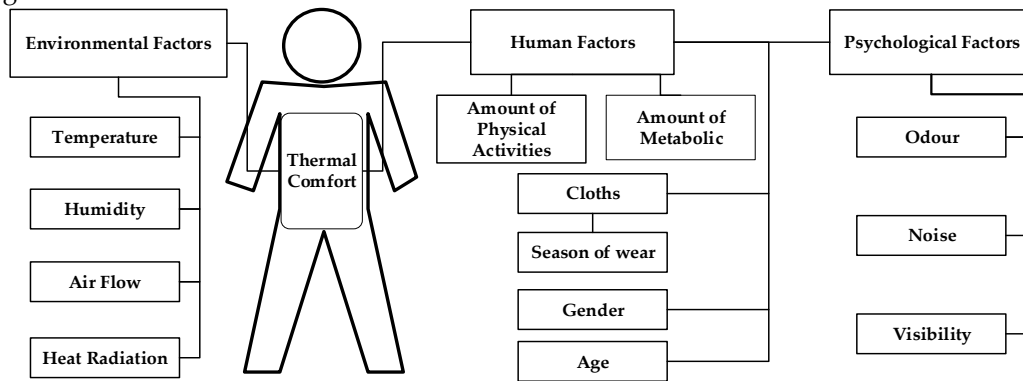 Environmental Factors
Human Factors
Psychological Factors
Temperature
Humidity
Air Flow
Heat Radiation
Thermal
Comfort
Amount of
Physical
Activities
Amount of
Metabolic
Cloths
Season of wear
Gender
Age
Odour
Noise
Visibility